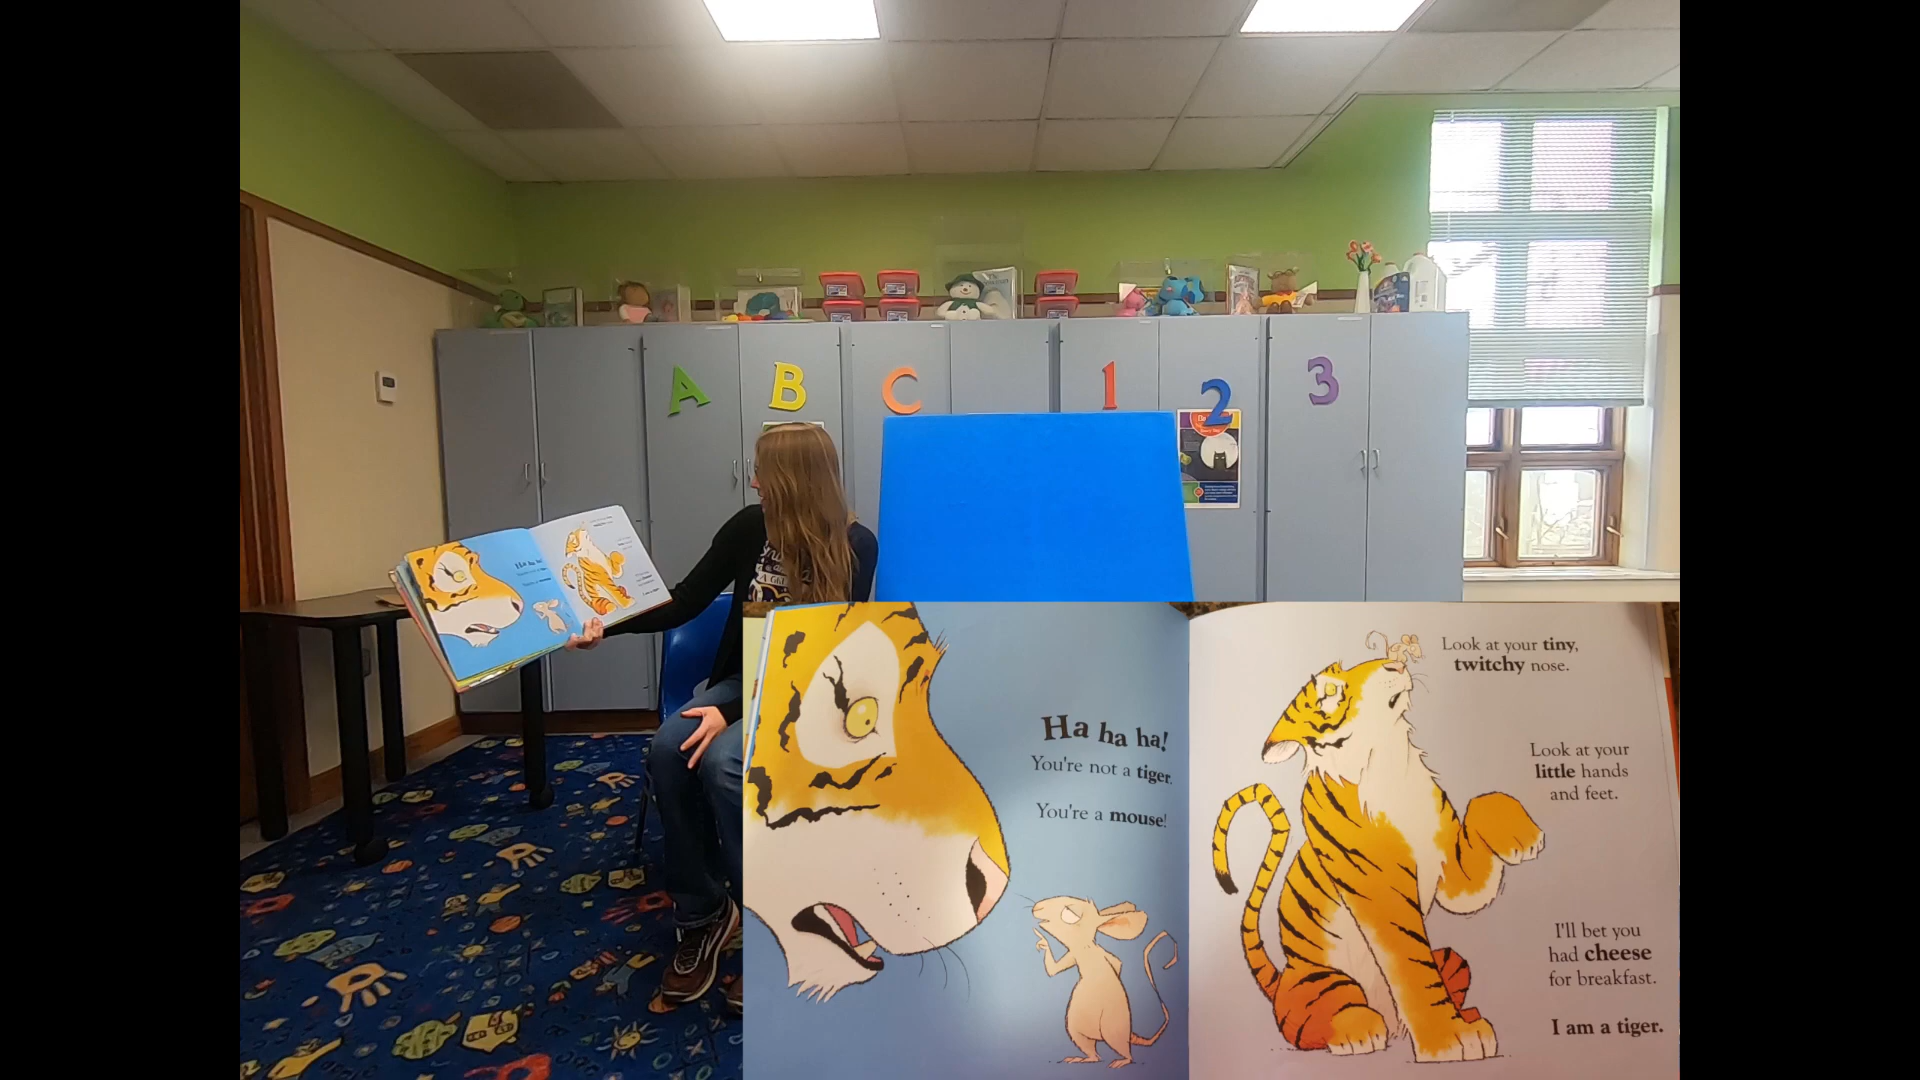 A B C 1 2 3
Ha ha ha!
You're not a tiger.
You're a mouse!
Look at your tiny,
twitchy nose.
Look at your
little hands
and feet.
I'll bet you
had cheese
for breakfast.
I am a tiger.